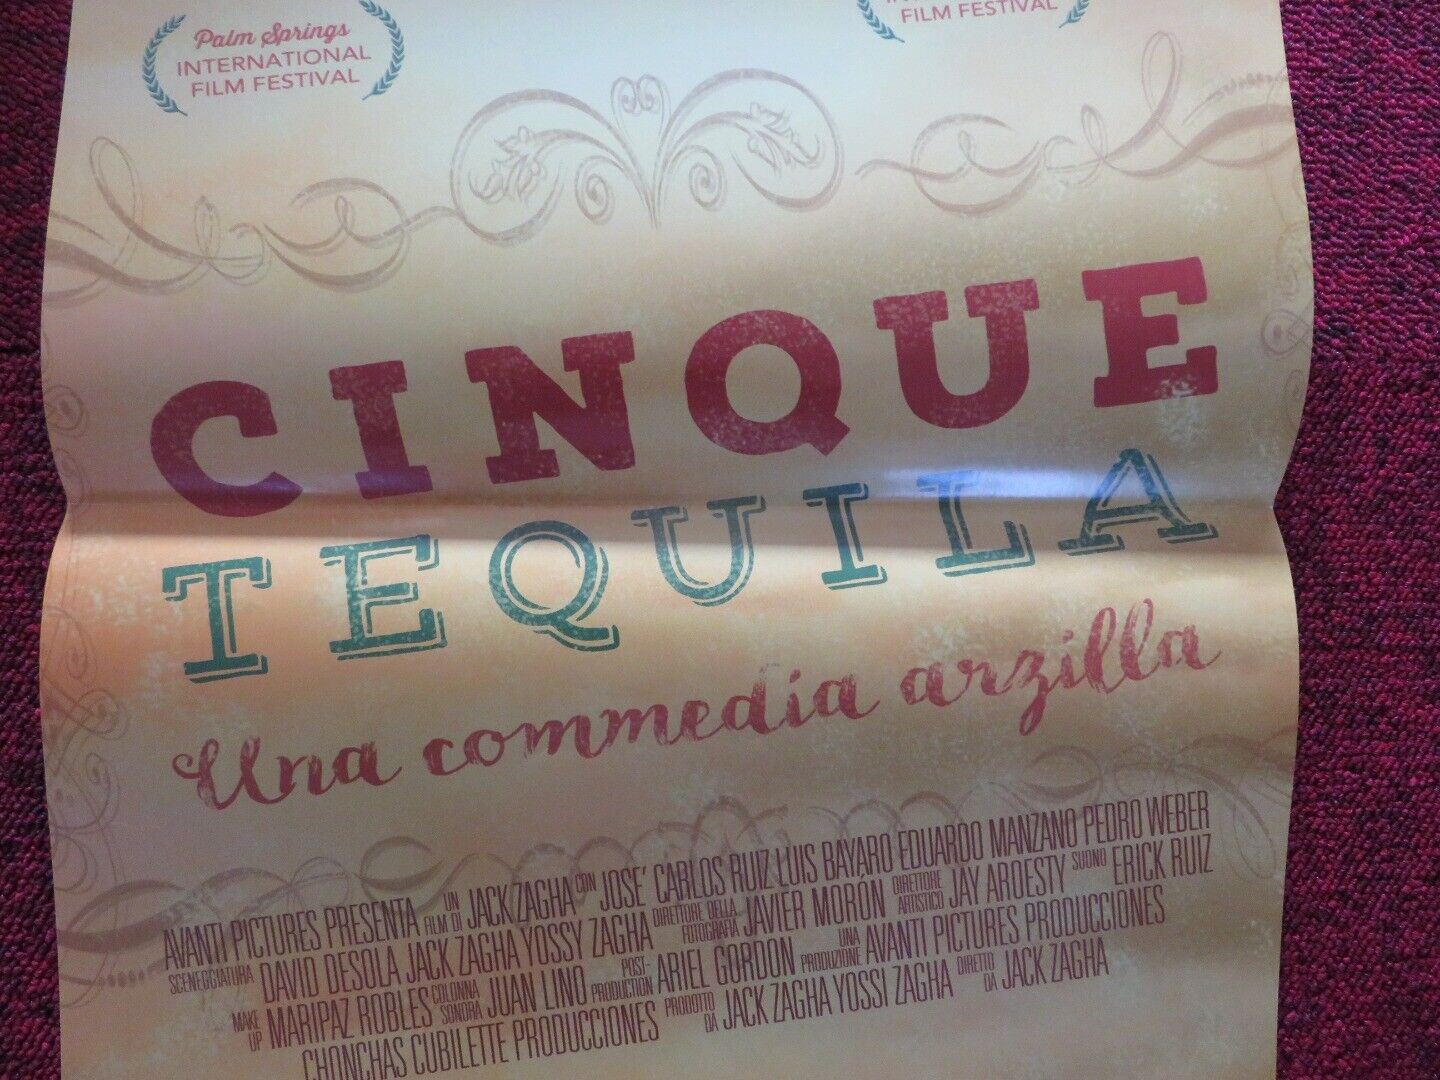 Palm Springs
INTERNATIONAL
FILM FESTIVAL
FILM FESTIVAL
CINQUE
TEQUILA
Una commedia arzilla
AVANTI PICTURES PRESENTA UN FILM DI JACK ZAGHA CON JOSE' CARLOS RUIZ LUIS BAYARO EDUARDO MANZANO PEDRO WEBER
SCENEGGIATURA DAVID DESOLA JACK ZAGHA YOSSY ZAGHA DIRETTORE DELLA FOTOGRAFIA JAVIER MORÓN DIRETTORE ARTISTICO JAY AROESTY SUONO ERICK RUIZ
MAKE UP MARIPAZ ROBLES COLONNA SONORA JUAN LINO POST-PRODUCTION ARIEL GORDON UNA PRODUZIONE AVANTI PICTURES PRODUCCIONES
CHONCHAS CUBILETTE PRODUCCIONES PRODOTTO DA JACK ZAGHA YOSSI ZAGHA DIRETTO DA JACK ZAGHA